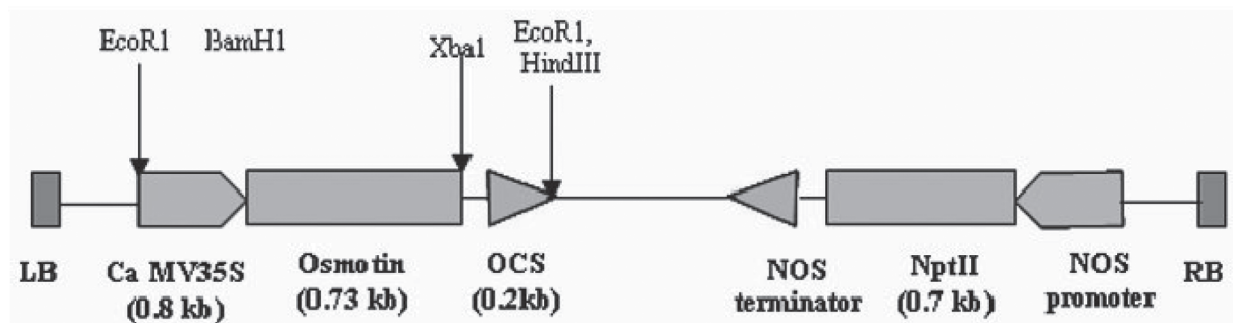 EcoR1
BamH1
Xba1
EcoR1,
HindIII
LB
Ca MV35S
(0.8 kb)
Osmotin
(0.73 kb)
OCS
(0.2kb)
NOS
terminator
NptII
(0.7 kb)
NOS
promoter
RB